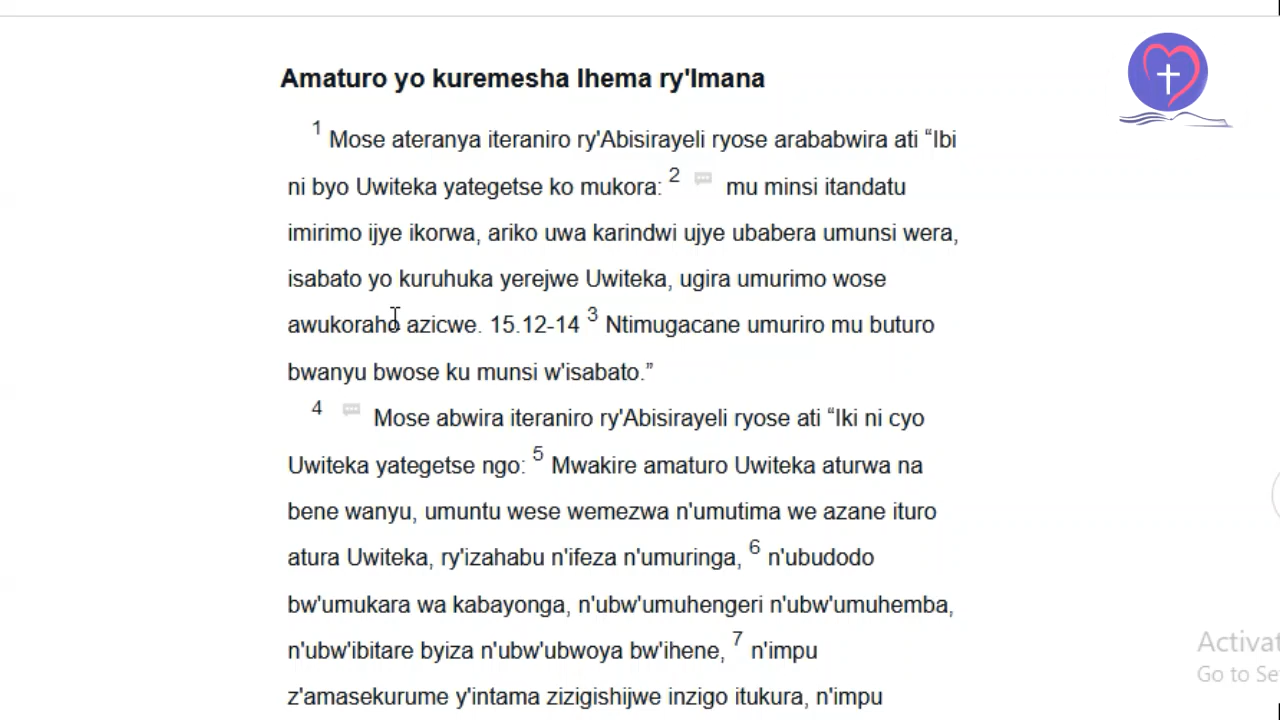 Amaturo yo kuremesha Ihema ry'Imana
1 Mose ateranya iteraniro ry'Abisirayeli ryose arababwira ati “Ibi
ni byo Uwiteka yategetse ko mukora: 2 mu minsi itandatu
imirimo ijye ikorwa, ariko uwa karindwi ujye ubabera umunsi wera,
isabato yo kuruhuka yerejwe Uwiteka, ugira umurimo wose
awukoraho azicwe. 15.12-14 3 Ntimugacane umuriro mu buturo
bwanyu bwose ku munsi w'isabato.”
4 Mose abwira iteraniro ry'Abisirayeli ryose ati “Iki ni cyo
Uwiteka yategetse ngo: 5 Mwakire amaturo Uwiteka aturwa na
bene wanyu, umuntu wese wemezwa n'umutima we azane ituro
atura Uwiteka, ry'izahabu n'ifeza n'umuringa, 6 n'ubudodo
bw'umukara wa kabayonga, n'ubw'umuhengeri n'ubw'umuhemba,
n'ubw'ibitare byiza n'ubw'ubwoya bw'ihene, 7 n'impu
z'amasekurume y'intama zizigishijwe inzigo itukura, n'impu
Activat
Go to Se